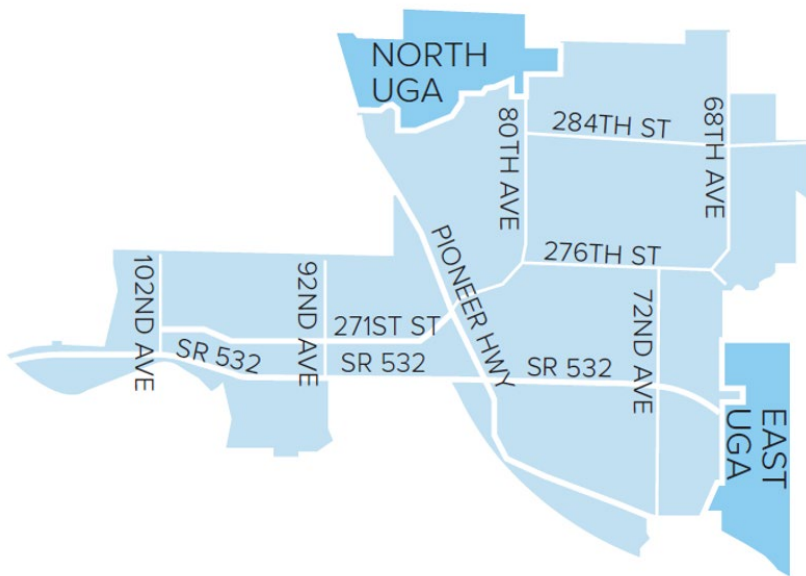 NORTH
UGA
80TH AVE
284TH ST
68TH AVE
PIONEER HWY
276TH ST
102ND AVE
92ND AVE
271ST ST
72ND AVE
SR 532
SR 532
SR 532
EAST
UGA